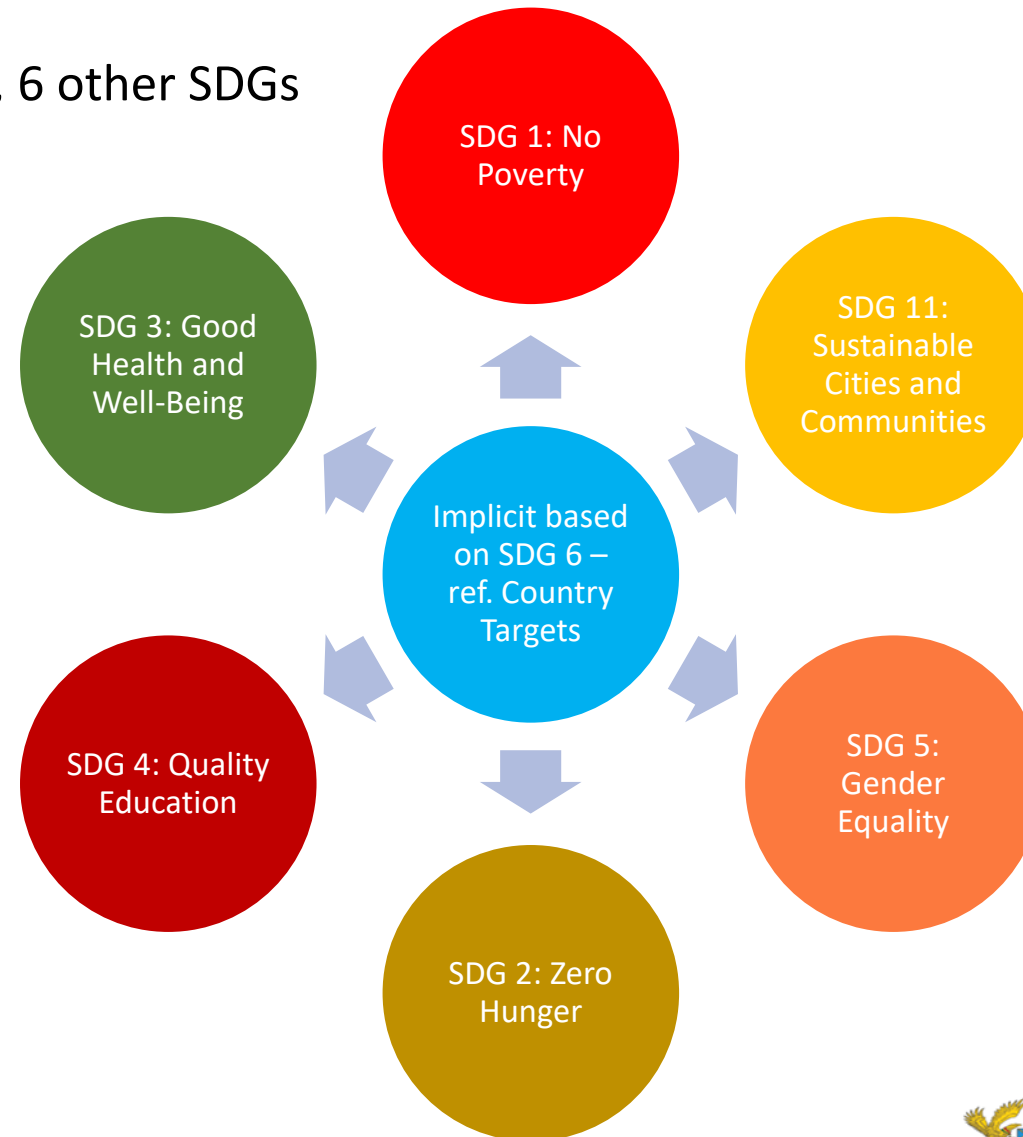 6 other SDGs
SDG 1: No
Poverty
SDG 11:
Sustainable
Cities and
Communities
SDG 5:
Gender
Equality
SDG 2: Zero
Hunger
SDG 4: Quality
Education
SDG 3: Good
Health and
Well-Being
Implicit based
on SDG 6 –
ref. Country
Targets